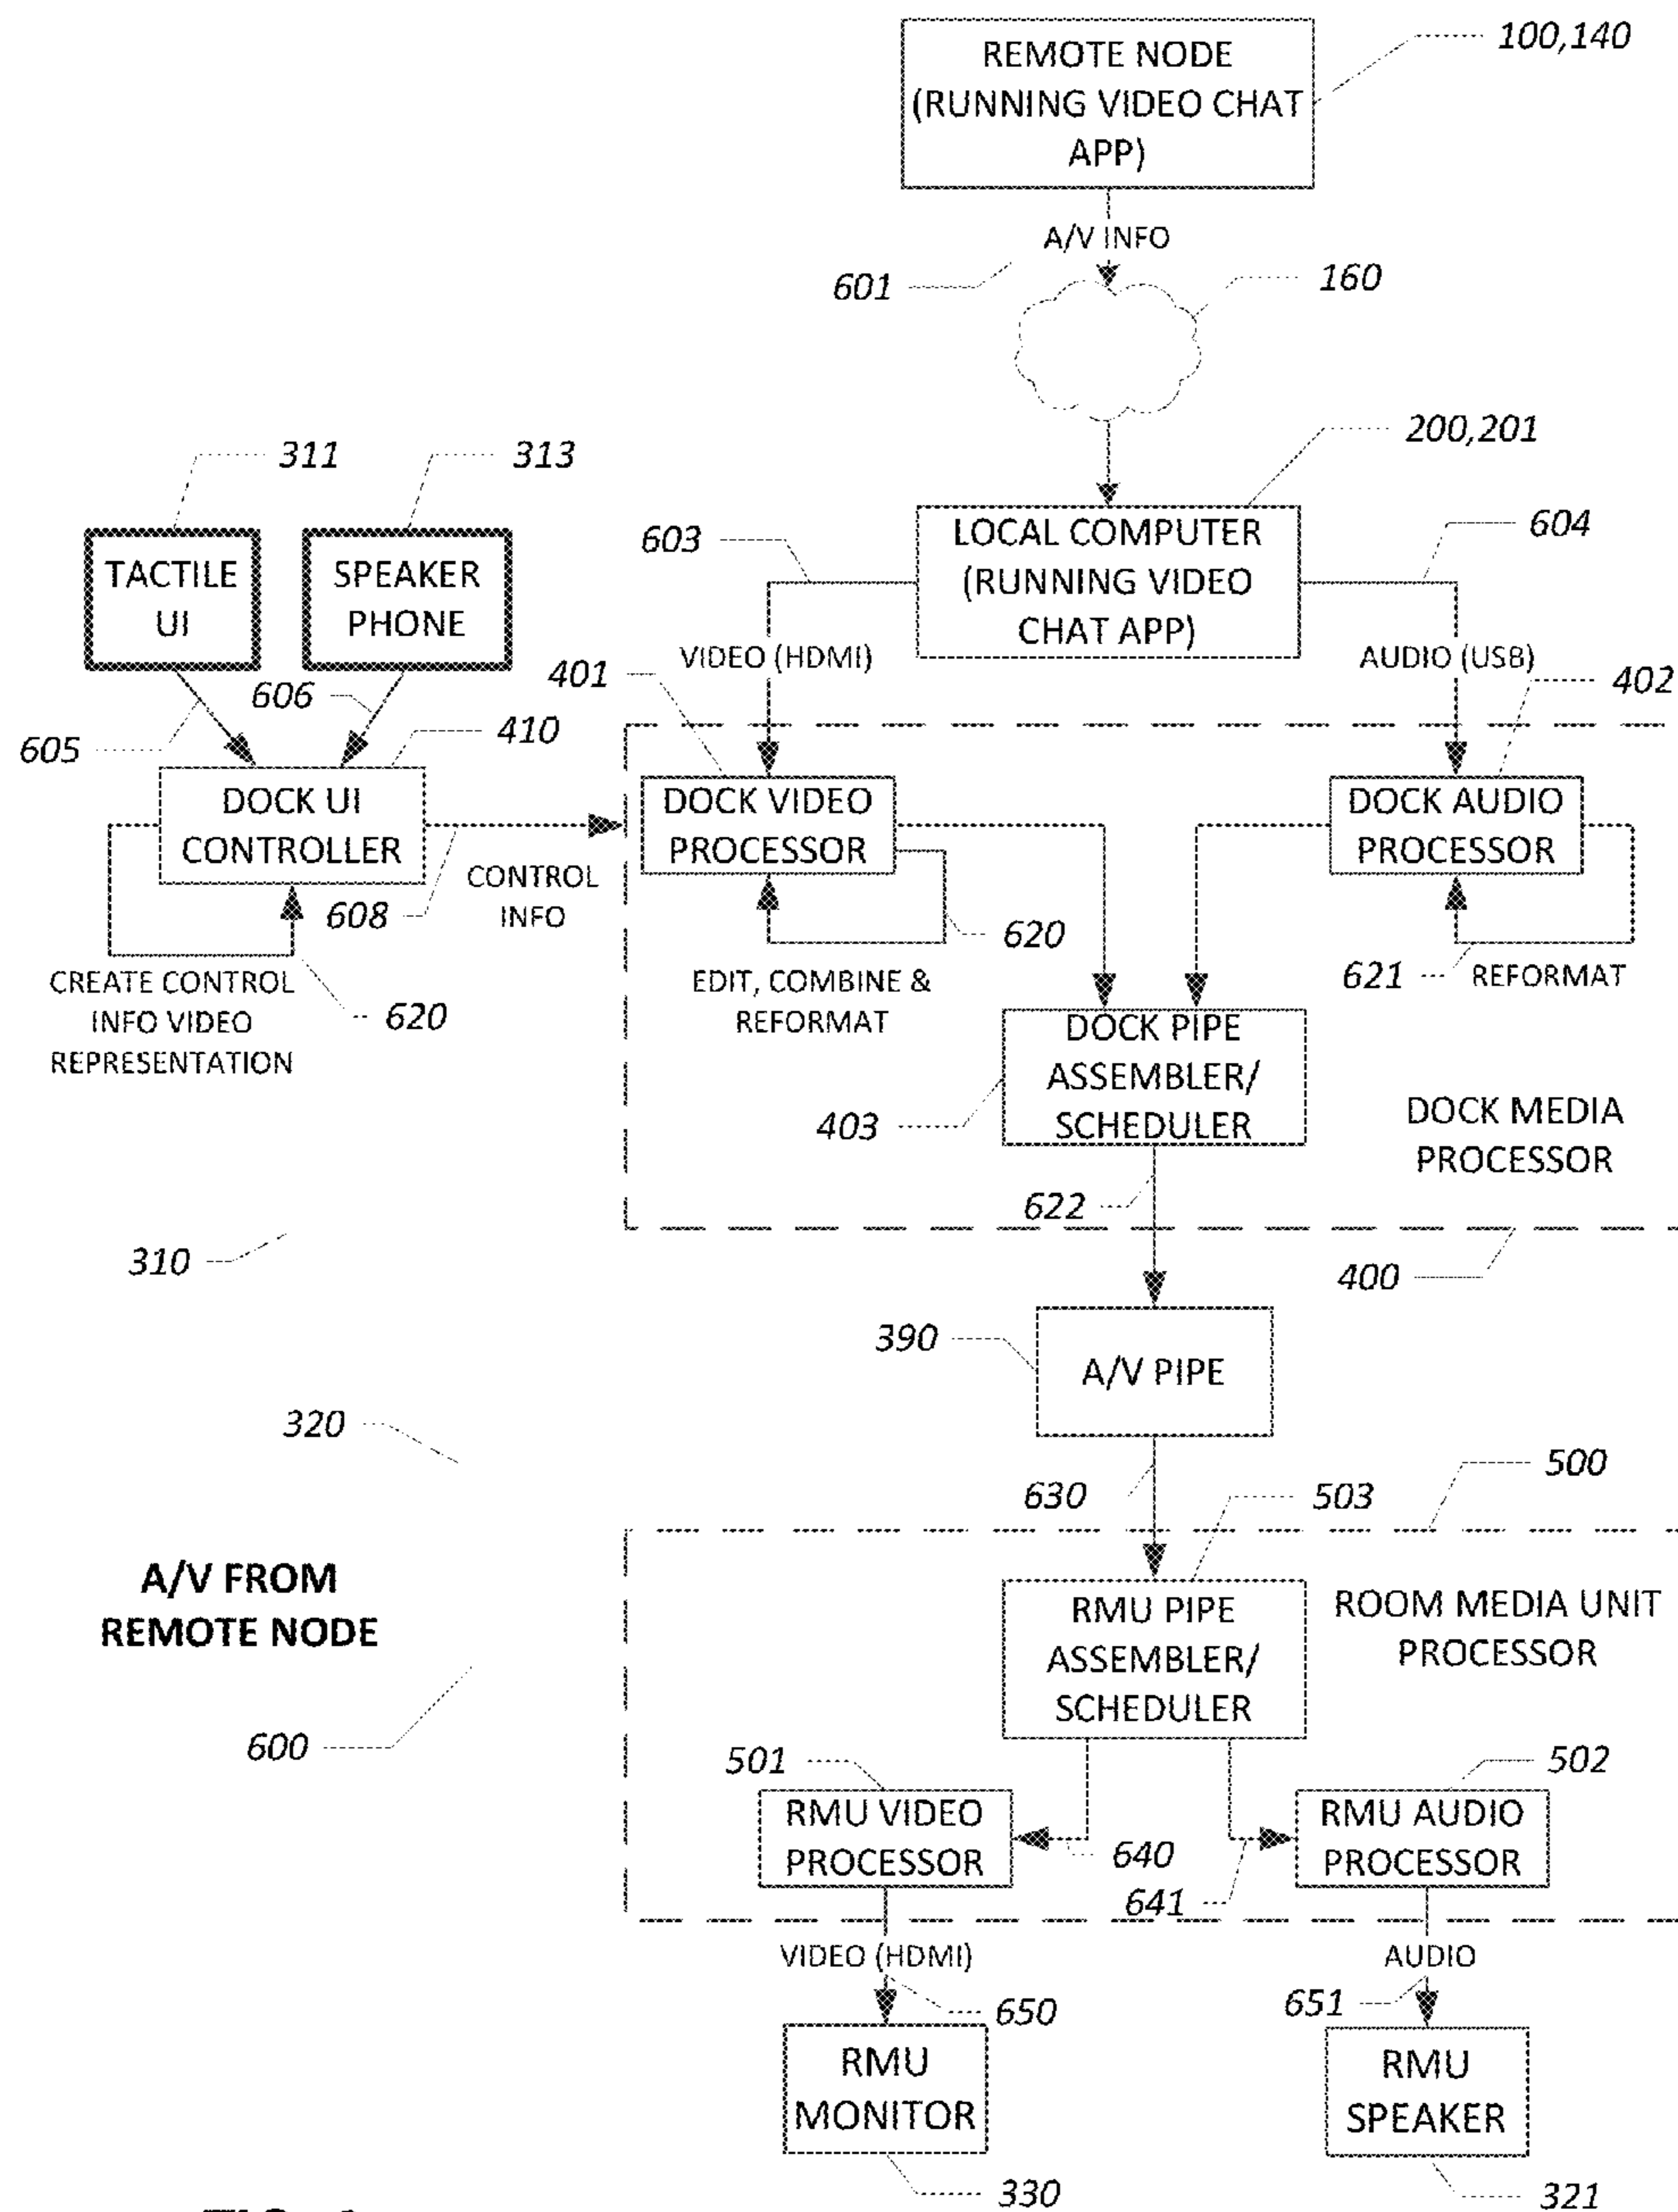 REMOTE NODE
(RUNNING VIDEO CHAT
APP)
100,140
A/V INFO
601
160
200,201
311
313
TACTILE
UI
SPEAKER
PHONE
603
LOCAL COMPUTER
(RUNNING VIDEO
CHAT APP)
604
VIDEO (HDMI)
AUDIO (USB)
401
402
605
606
410
DOCK UI
CONTROLLER
608
CONTROL
INFO
CREATE CONTROL
INFO VIDEO
REPRESENTATION
620
DOCK VIDEO
PROCESSOR
620
EDIT, COMBINE &
REFORMAT
DOCK AUDIO
PROCESSOR
621
REFORMAT
DOCK PIPE
ASSEMBLER/
SCHEDULER
403
DOCK MEDIA
PROCESSOR
622
310
400
390
A/V PIPE
320
630
500
503
A/V FROM
REMOTE NODE
600
RMU PIPE
ASSEMBLER/
SCHEDULER
ROOM MEDIA UNIT
PROCESSOR
501
502
RMU VIDEO
PROCESSOR
640
641
RMU AUDIO
PROCESSOR
VIDEO (HDMI)
AUDIO
650
651
RMU
MONITOR
RMU
SPEAKER
330
321